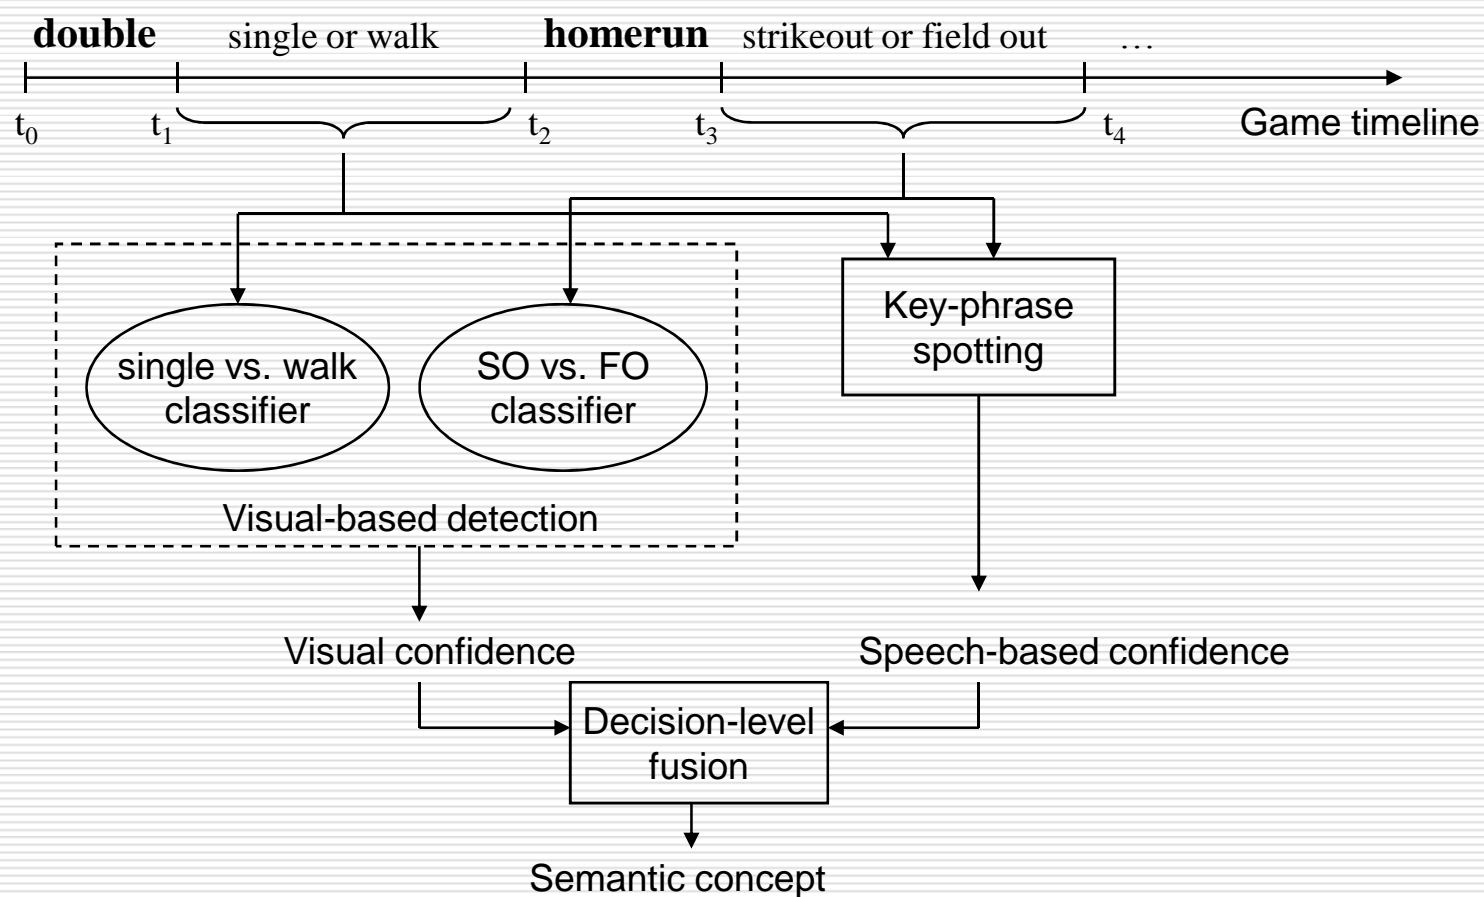 double single or walk homerun strikeout or field out …
t0 t1 t2 t3 t4 Game timeline
single vs. walk
classifier
SO vs. FO
classifier
Key-phrase
spotting
Visual-based detection
Visual confidence
Speech-based confidence
Decision-level
fusion
Semantic concept